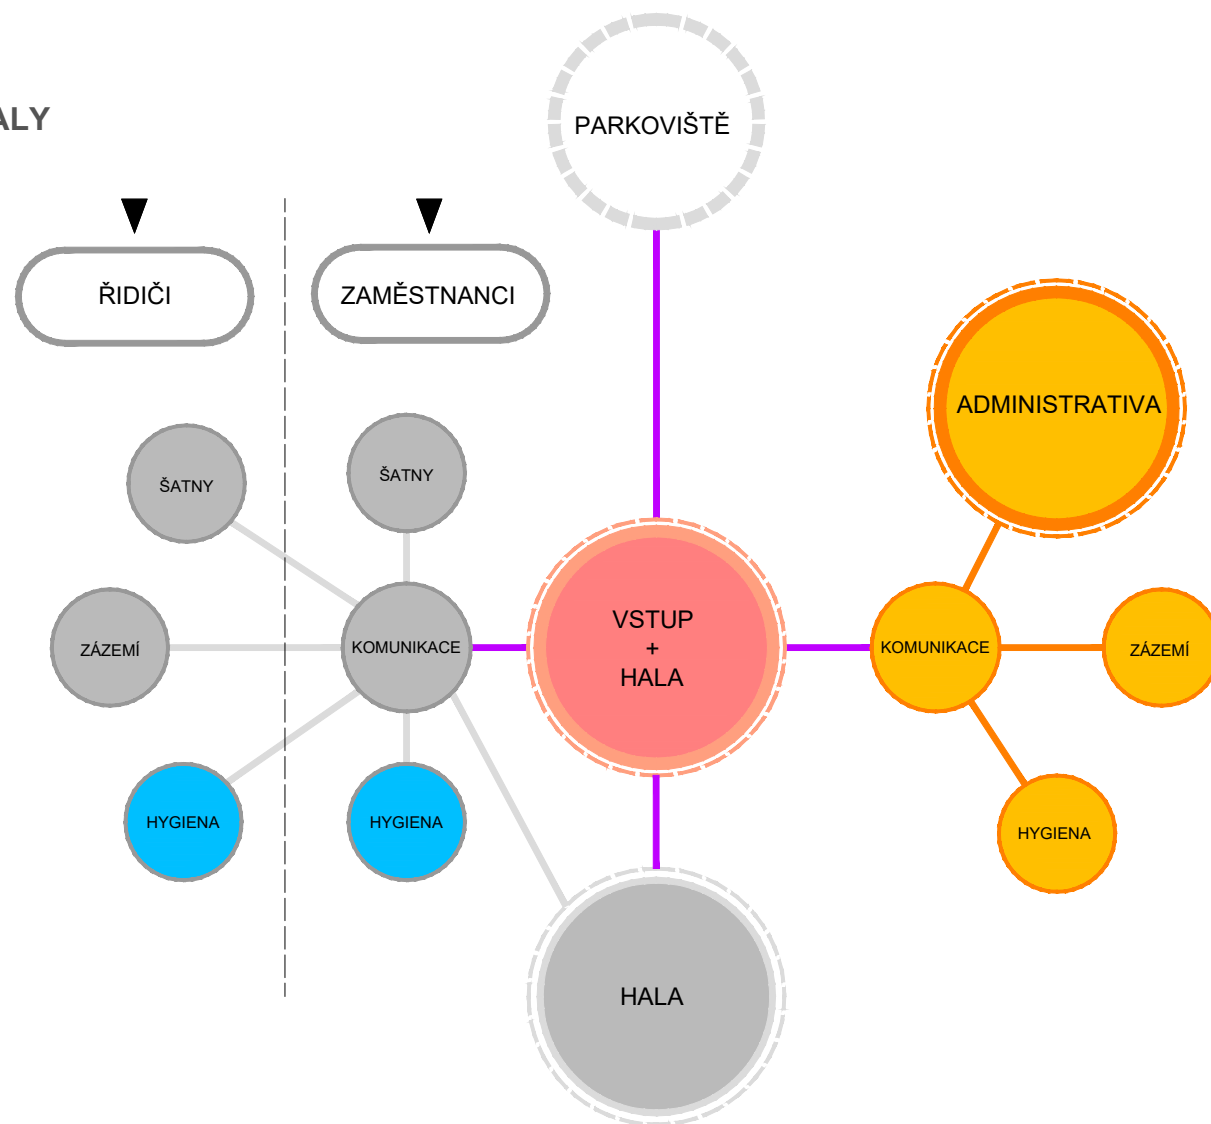 ALY
PARKOVIŠTĚ
ŘIDIČI
ZAMĚSTNANCI
ADMINISTRATIVA
ŠATNY
ŠATNY
ZÁZEMÍ
KOMUNIKACE
VSTUP
+
HALA
KOMUNIKACE
ZÁZEMÍ
HYGIENA
HYGIENA
HYGIENA
HALA